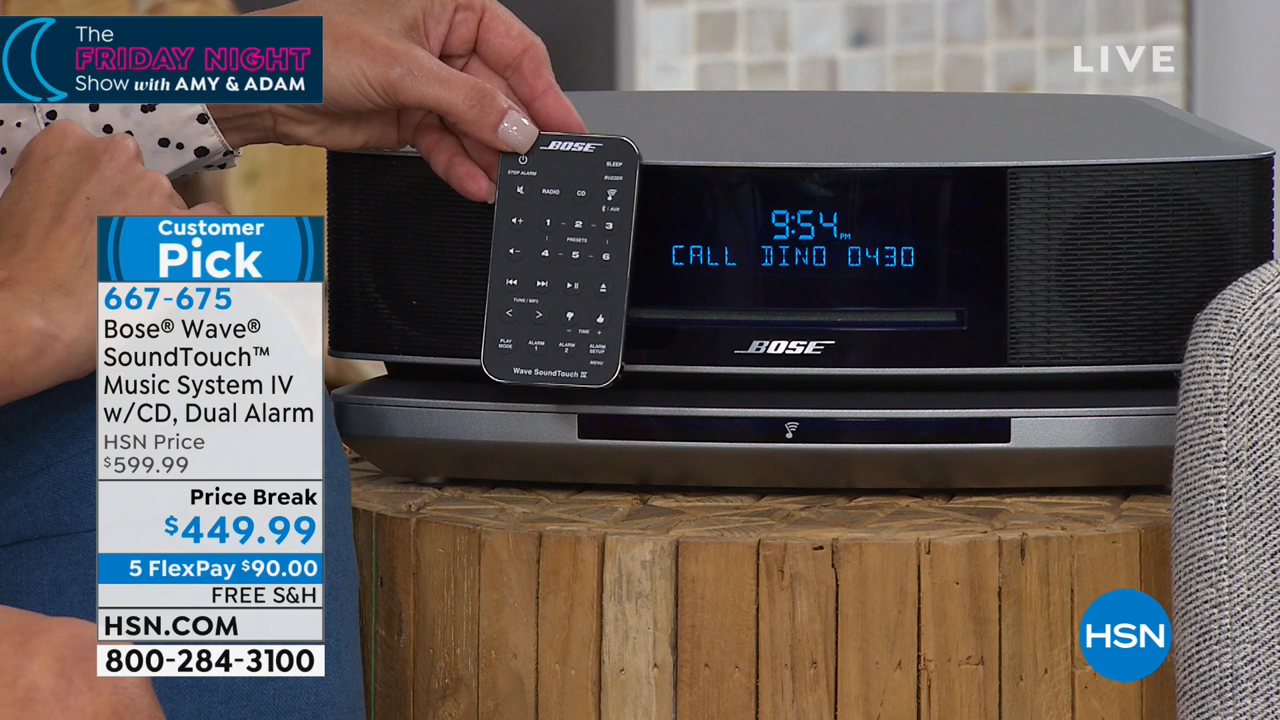 The
FRIDAY NIGHT
Show with AMY & ADAM
LIVE
Customer
Pick
667-675
Bose® Wave®
SoundTouch™
Music System IV
w/CD, Dual Alarm
HSN Price
$599.99
Price Break
$449.99
5 FlexPay $90.00
FREE S&H
HSN.COM
800-284-3100
BOSE
SLEEP
STOP ALARM
BUZZER
RADIO CD
AUX
1 - 2 - 3
PRESETS
4 - 5 - 6
TUNE / MP3
< >
- TIME +
PLAY MODE
ALARM 1
ALARM 2
ALARM SETUP
MENU
Wave SoundTouch IV
9:54 PM
CALL DINO 0430
BOSE
HSN